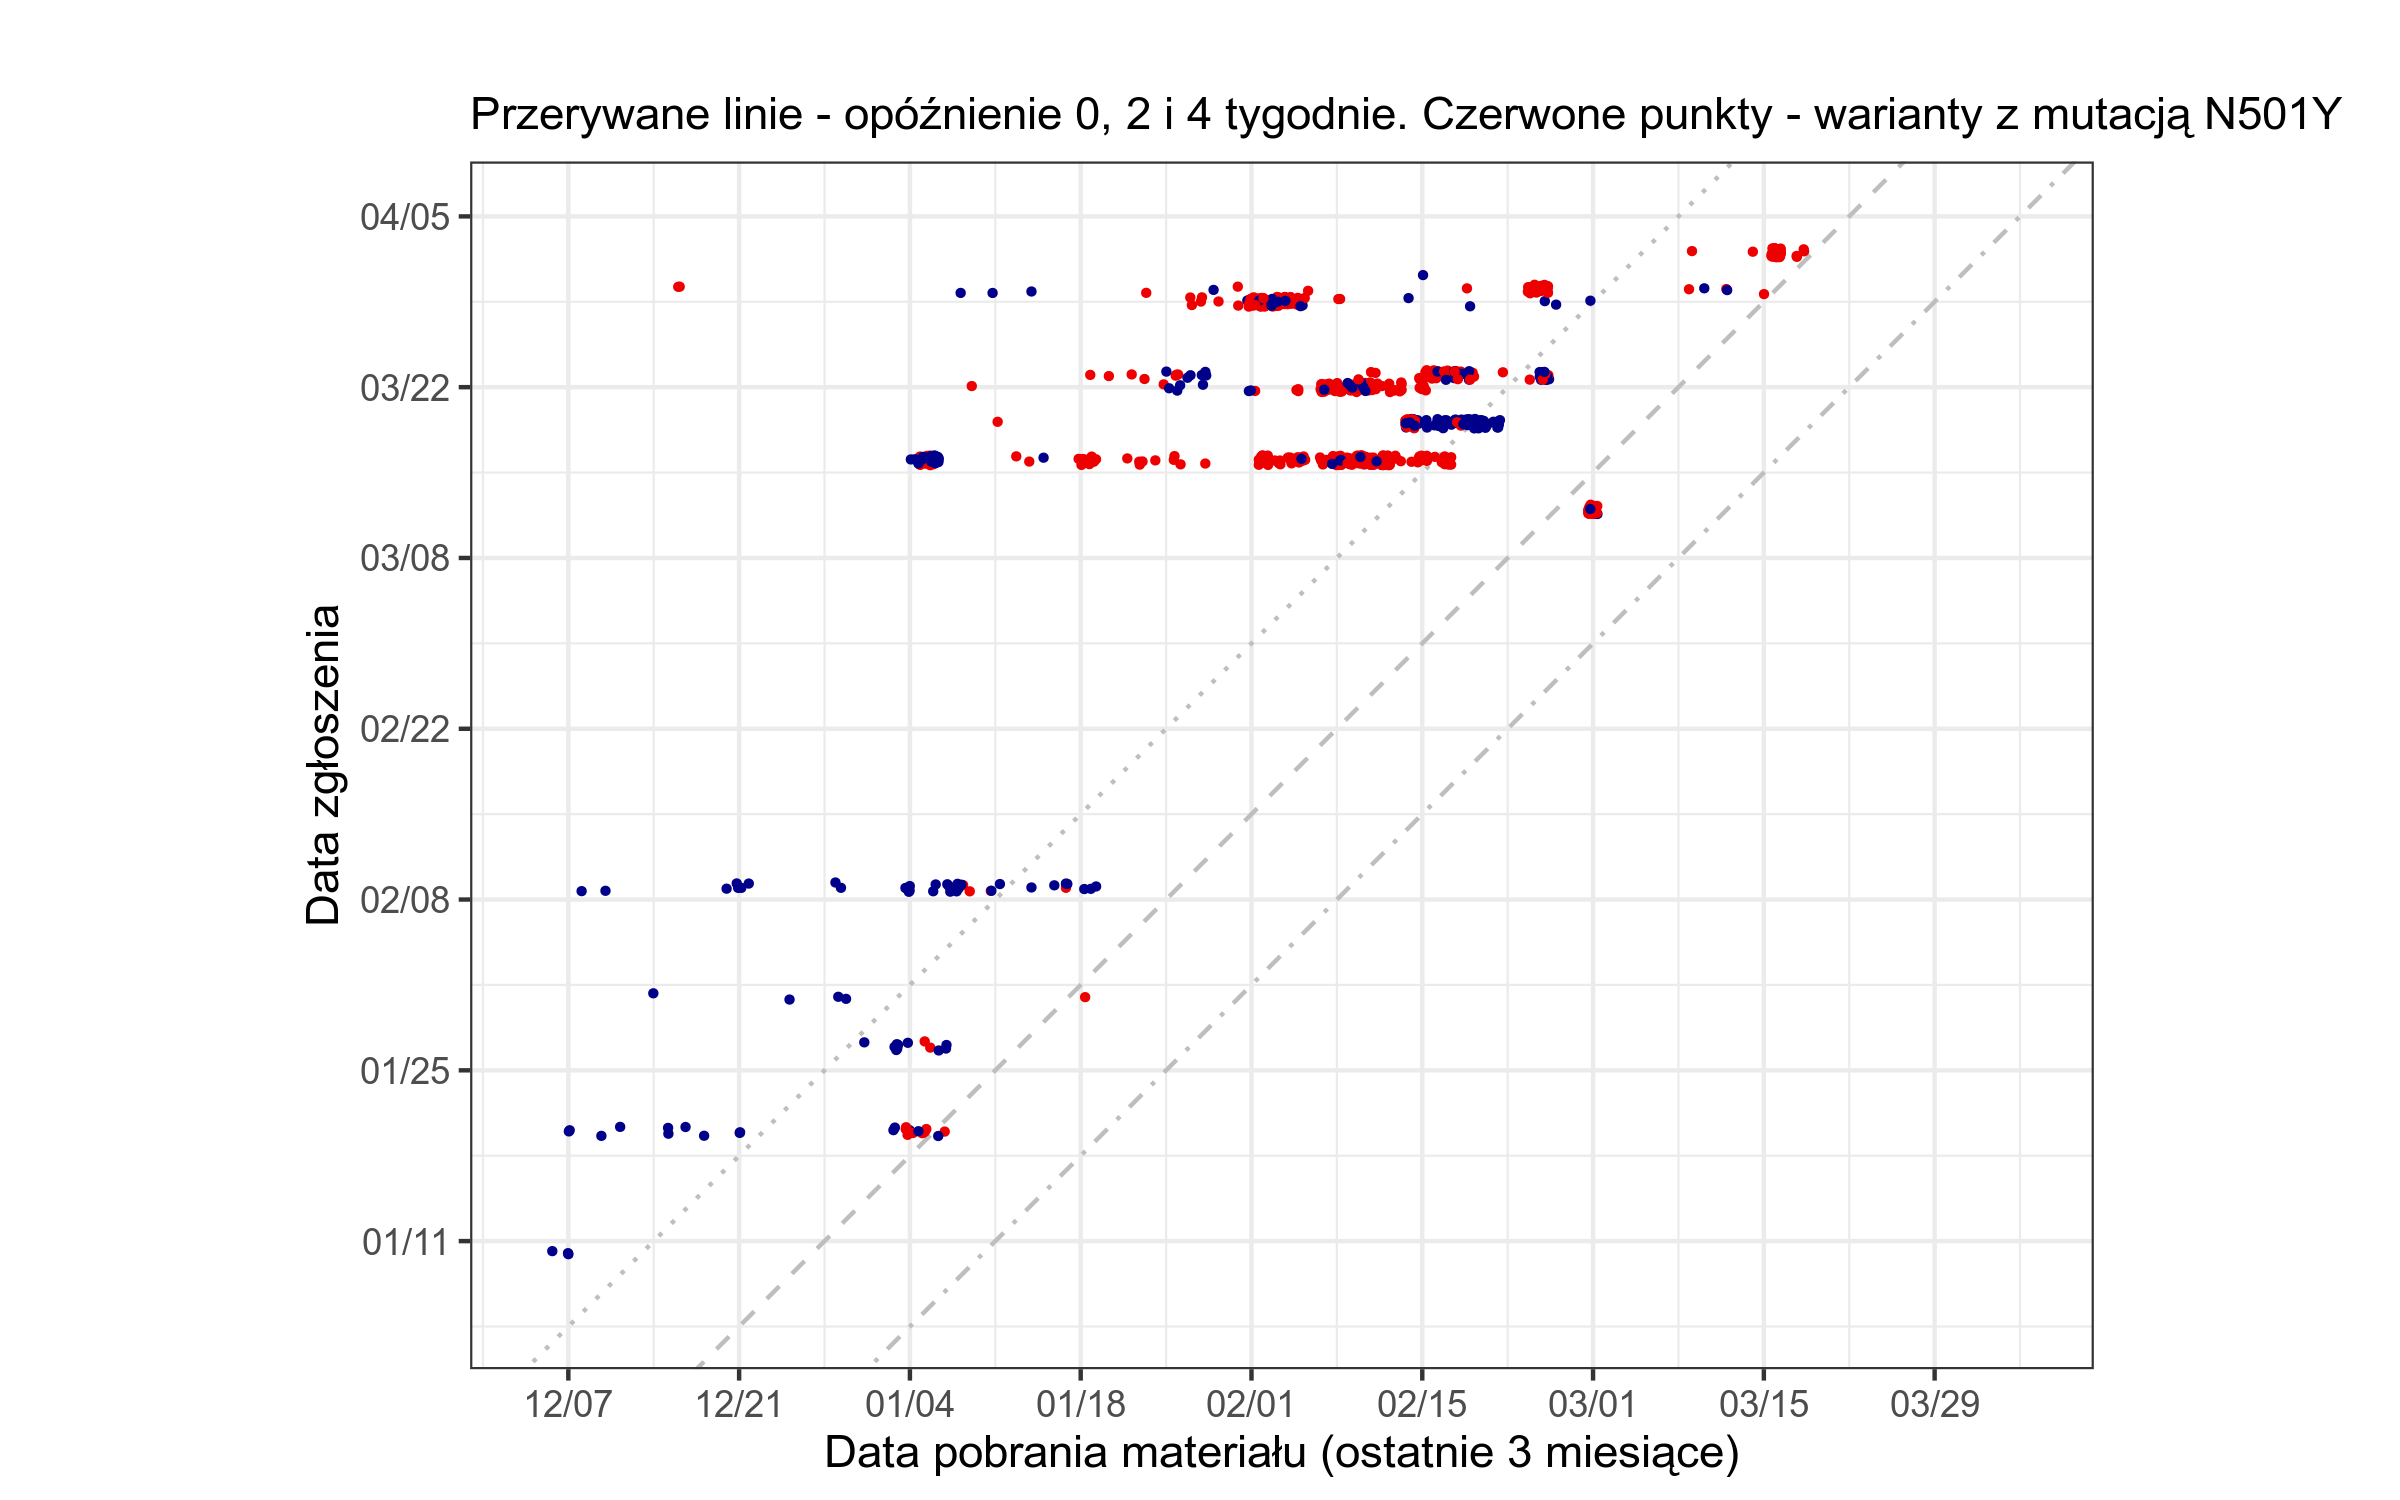 Przerywane linie - opóźnienie 0, 2 i 4 tygodnie. Czerwone punkty - warianty z mutacją N501Y
Data zgłoszenia
04/05
03/22
03/08
02/22
02/08
01/25
01/11
12/07 12/21 01/04 01/18 02/01 02/15 03/01 03/15 03/29
Data pobrania materiału (ostatnie 3 miesiące)